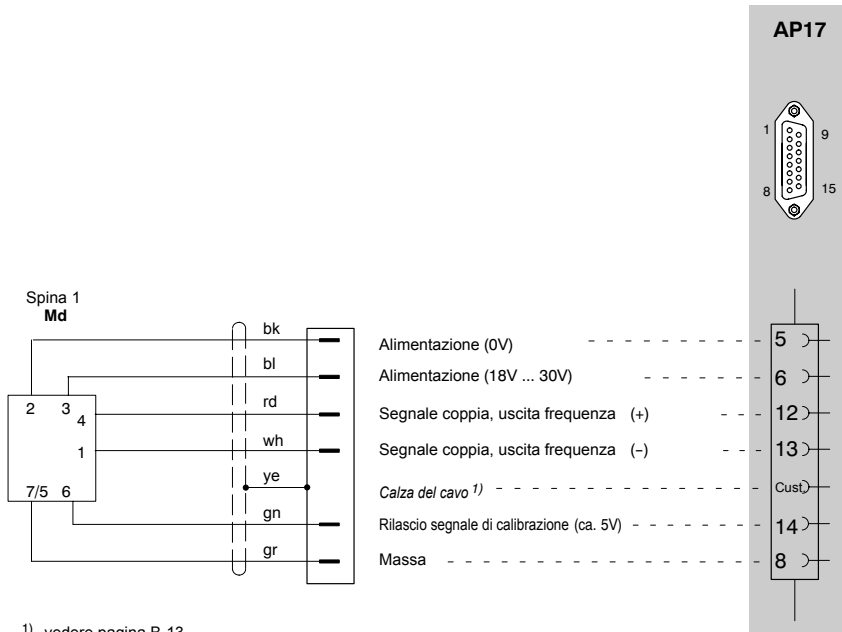 AP17
1
9
8
15
Spina 1
Md
bk
Alimentazione (0V)
5
bl
Alimentazione (18V ... 30V)
6
2
3
4
rd
Segnale coppia, uscita frequenza (+)
12
1
wh
Segnale coppia, uscita frequenza (–)
13
ye
Calza del cavo 1)
Cust.
7/5
6
gn
Rilascio segnale di calibrazione (ca. 5V)
14
gr
Massa
8
1) vedere pagina B-13